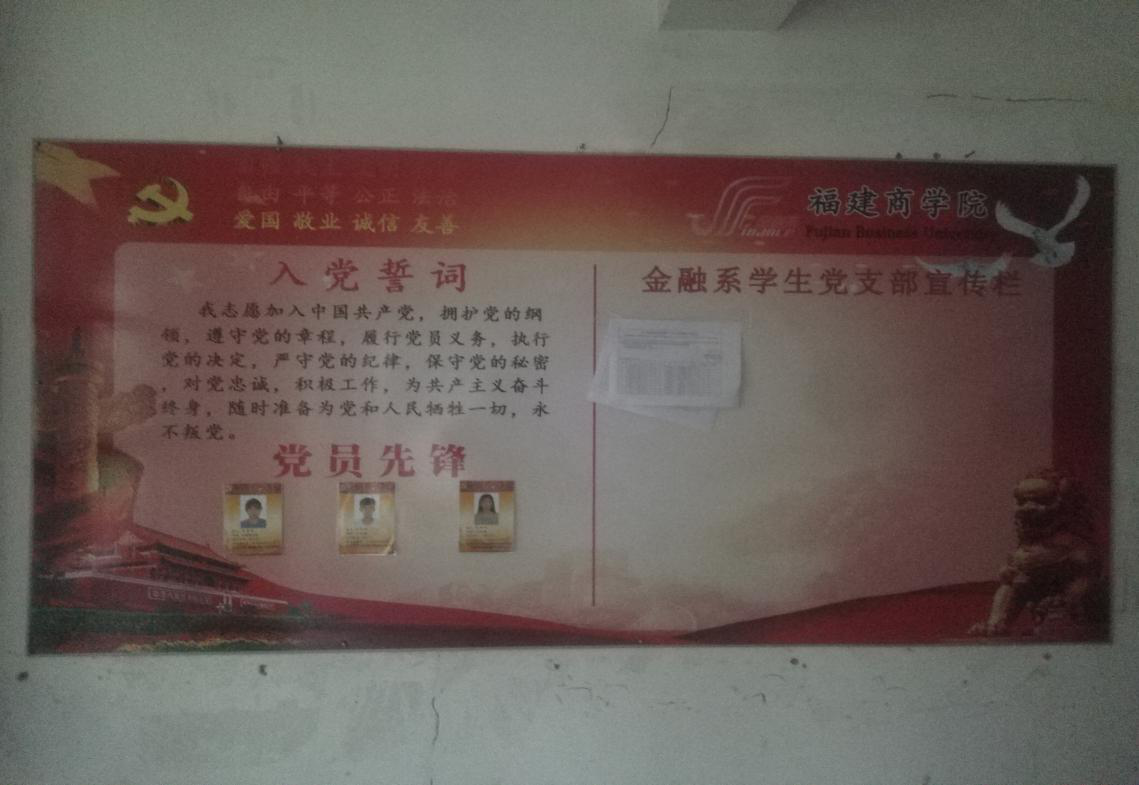 自由 平等 公正 法治
爱国 敬业 诚信 友善
福建商学院
Fujian Business University
入党誓词
我志愿加入中国共产党，拥护党的纲
领，遵守党的章程，履行党员义务，执行
党的决定，严守党的纪律，保守党的秘密
，对党忠诚，积极工作，为共产主义奋斗
终身，随时准备为党和人民牺牲一切，永
不叛党。
党员先锋
金融系学生党支部宣传栏